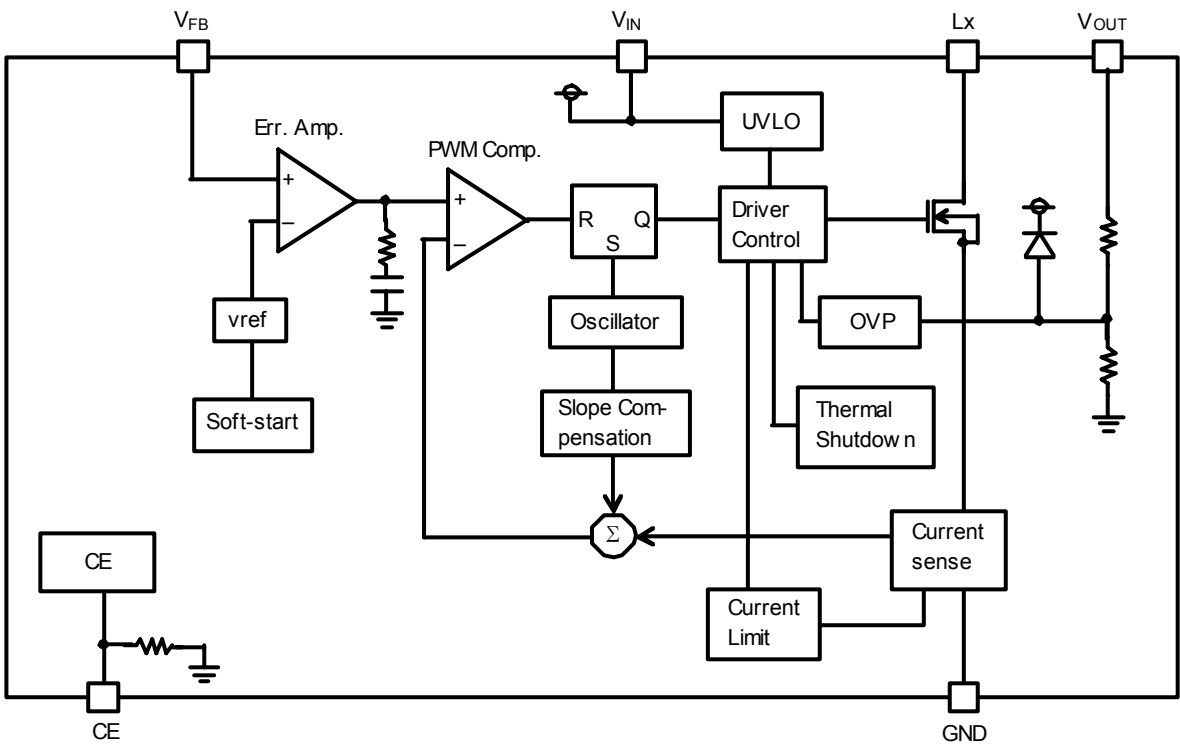 VFB
VIN
Lx
VOUT
Err. Amp.
PWM Comp.
UVLO
+
−
+
−
R
Q
S
Driver
Control
vref
Oscillator
OVP
Soft-start
Slope Com-
pensation
Thermal
Shutdown
Σ
Current
sense
CE
Current
Limit
CE
GND